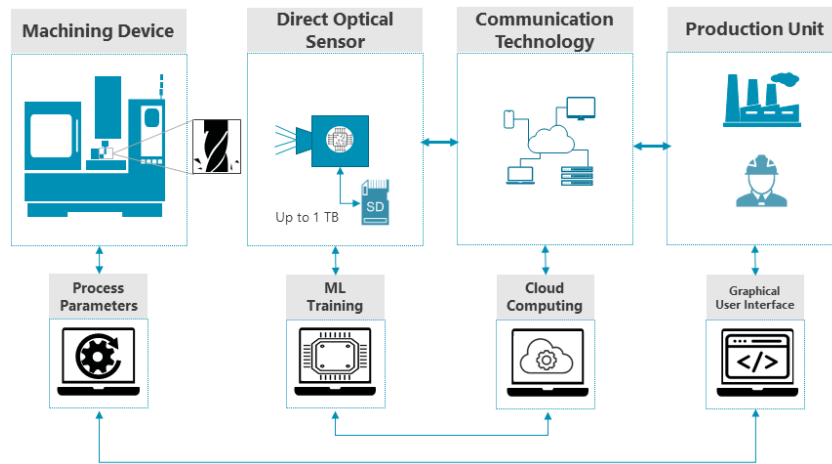 Machining Device
Direct Optical
Sensor
Communication
Technology
Production Unit
Up to 1 TB
SD
Process
Parameters
ML
Training
Cloud
Computing
Graphical
User Interface
</>